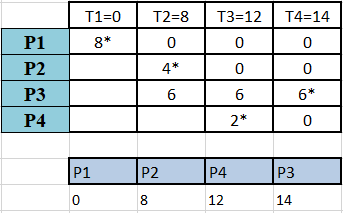 T1=0 T2=8 T3=12 T4=14
P1 8* 0 0 0
P2 4* 0 0
P3 6 6 6*
P4 2* 0
P1 P2 P4 P3
0 8 12 14